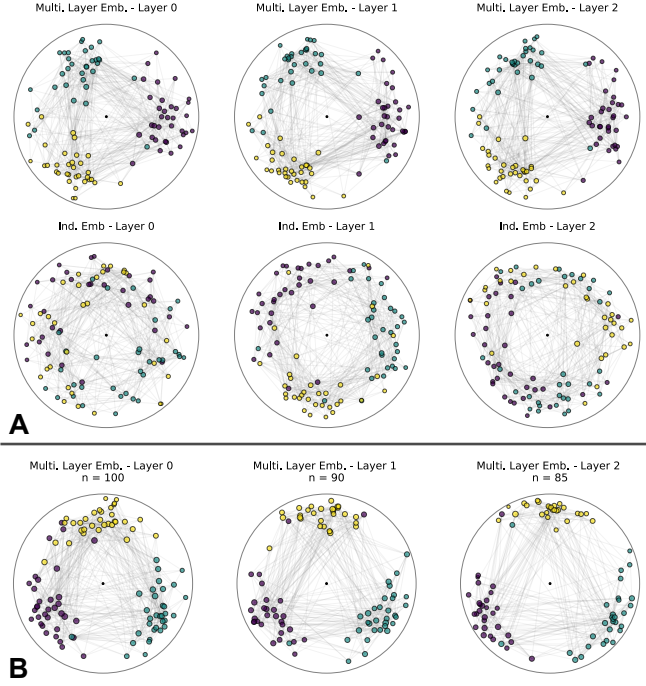 Multi. Layer Emb. - Layer 0
Multi. Layer Emb. - Layer 1
Multi. Layer Emb. - Layer 2
Ind. Emb - Layer 0
Ind. Emb - Layer 1
Ind. Emb - Layer 2
A
Multi. Layer Emb. - Layer 0
n = 100
Multi. Layer Emb. - Layer 1
n = 90
Multi. Layer Emb. - Layer 2
n = 85
B